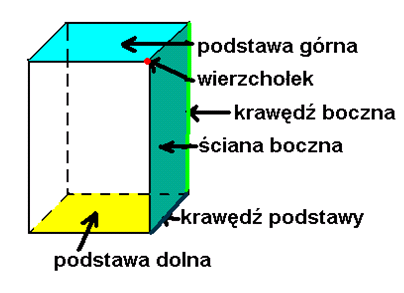 podstawa górna
wierzchołek
krawędź boczna
ściana boczna
krawędź podstawy
podstawa dolna